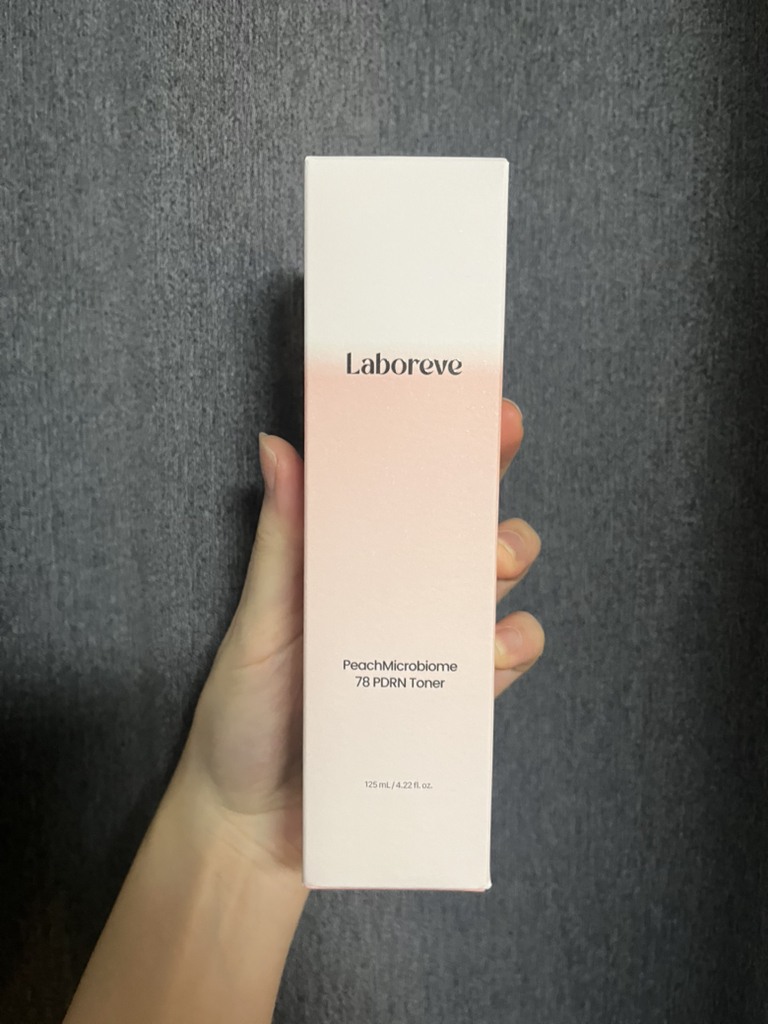 Laboreve
PeachMicrobiome
78 PDRN Toner
125 mL / 4.22 fl. oz.